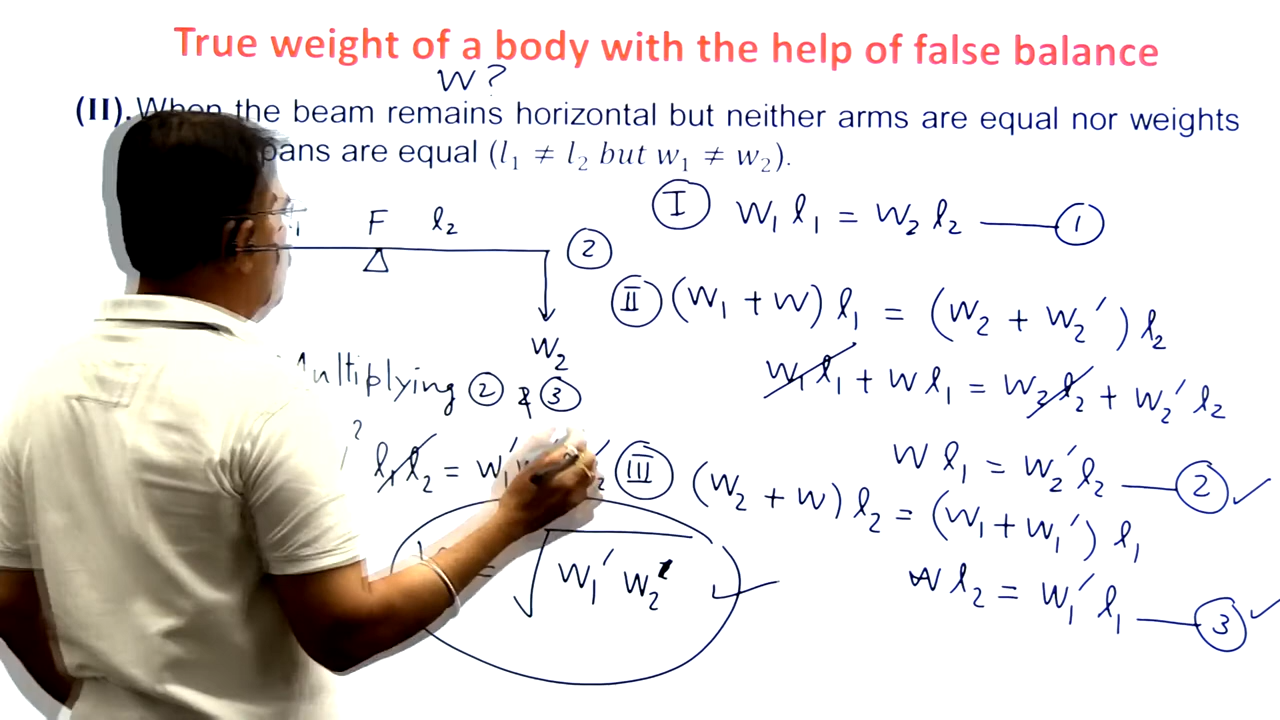 True weight of a body with the help of false balance
W ?
(II). When the beam remains horizontal but neither arms are equal nor weights
pans are equal (l₁ ≠ l₂ but w₁ ≠ w₂).
F l₂
②
W₂
Ⓘ W₁ l₁ = W₂ l₂ —— ①
Ⓘ︎Ⓘ (W₁ + W) l₁ = (W₂ + W₂′) l₂
W₁ l₁ + W l₁ = W₂ l₂ + W₂′ l₂
W l₁ = W₂′ l₂ —— ② ✓
III (W₂ + W) l₂ = (W₁ + W₁′) l₁
W l₂ = W₁′ l₁ —— ③ ✓
Multiplying ② & ③
² l₁ l₂ = W₁′
= √W₁′ W₂′ ✓